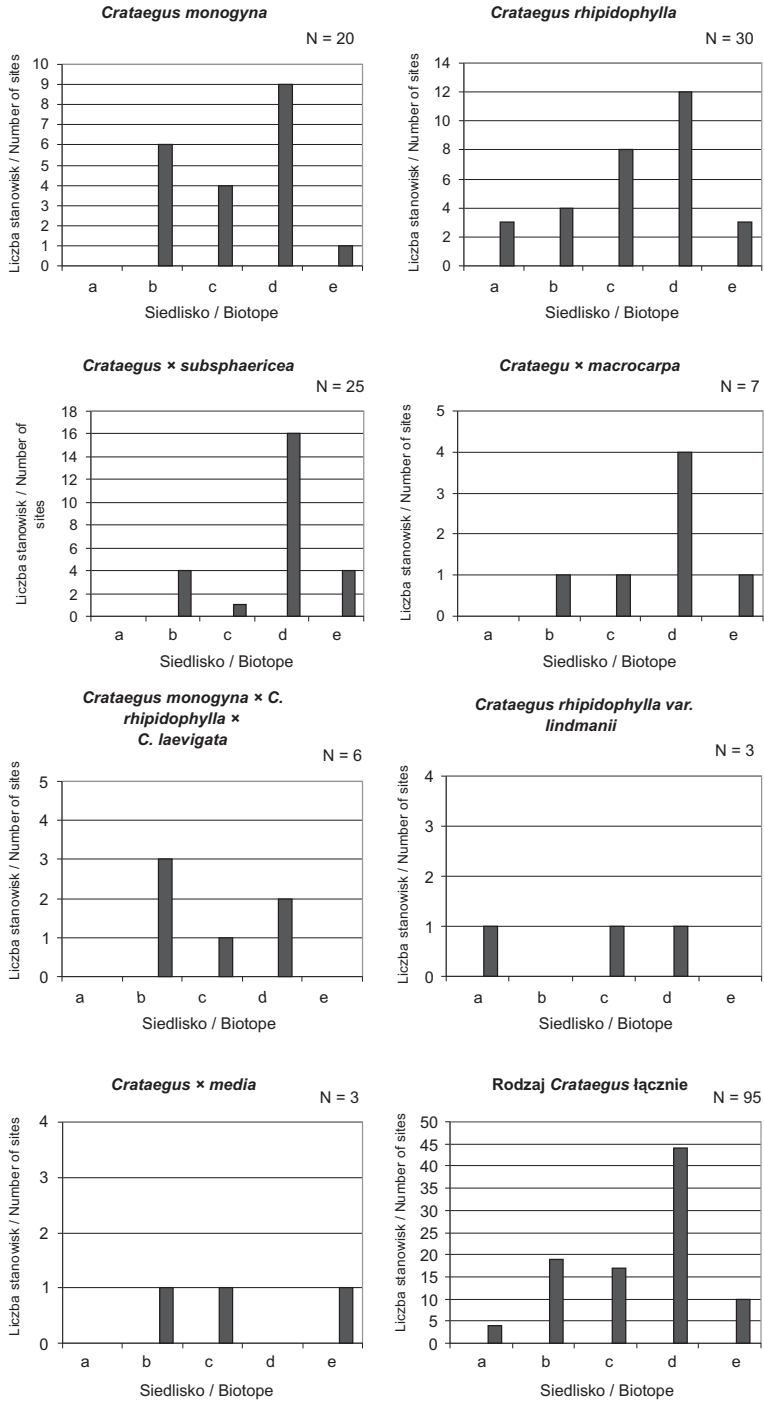 Crataegus monogyna
N = 20
Liczba stanowisk / Number of sites
10
9
8
7
6
5
4
3
2
1
0
a b c d e
Siedlisko / Biotope
Crataegus rhipidophylla
N = 30
Liczba stanowisk / Number of sites
14
12
10
8
6
4
2
0
a b c d e
Siedlisko / Biotope
Crataegus × subsphaericea
N = 25
Liczba stanowisk / Number of
sites
18
16
14
12
10
8
6
4
2
0
a b c d e
Siedlisko / Biotope
Crataegu × macrocarpa
N = 7
Liczba stanowisk / Number of sites
5
4
3
2
1
0
a b c d e
Siedlisko / Biotope
Crataegus monogyna × C.
rhipidophylla ×
C. laevigata
N = 6
Liczba stanowisk / Number of sites
5
4
3
2
1
0
a b c d e
Siedlisko / Biotope
Crataegus rhipidophylla var.
lindmanii
N = 3
Liczba stanowisk / Number of sites
4
3
2
1
0
a b c d e
Siedlisko / Biotope
Crataegus × media
N = 3
Liczba stanowisk / Number of sites
4
3
2
1
0
a b c d e
Siedlisko / Biotope
Rodzaj Crataegus łącznie
N = 95
Liczba stanowisk / Number of sites
50
45
40
35
30
25
20
15
10
5
0
a b c d e
Siedlisko / Biotope